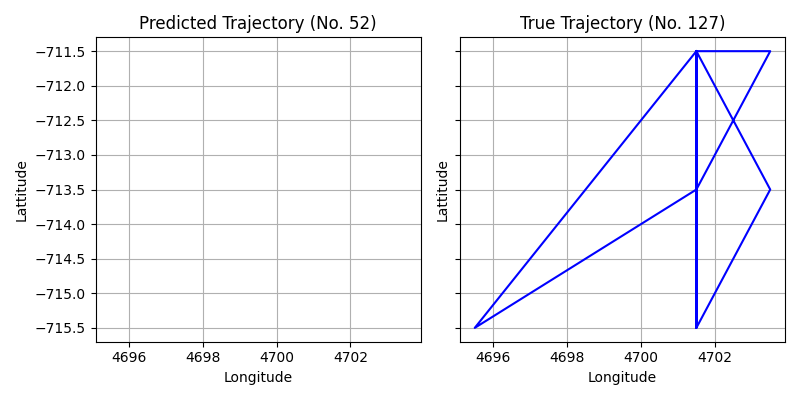 Predicted Trajectory (No. 52)
−711.5
−712.0
−712.5
−713.0
−713.5
−714.0
−714.5
−715.0
−715.5
Lattitude
4696 4698 4700 4702
Longitude
True Trajectory (No. 127)
Lattitude
4696 4698 4700 4702
Longitude